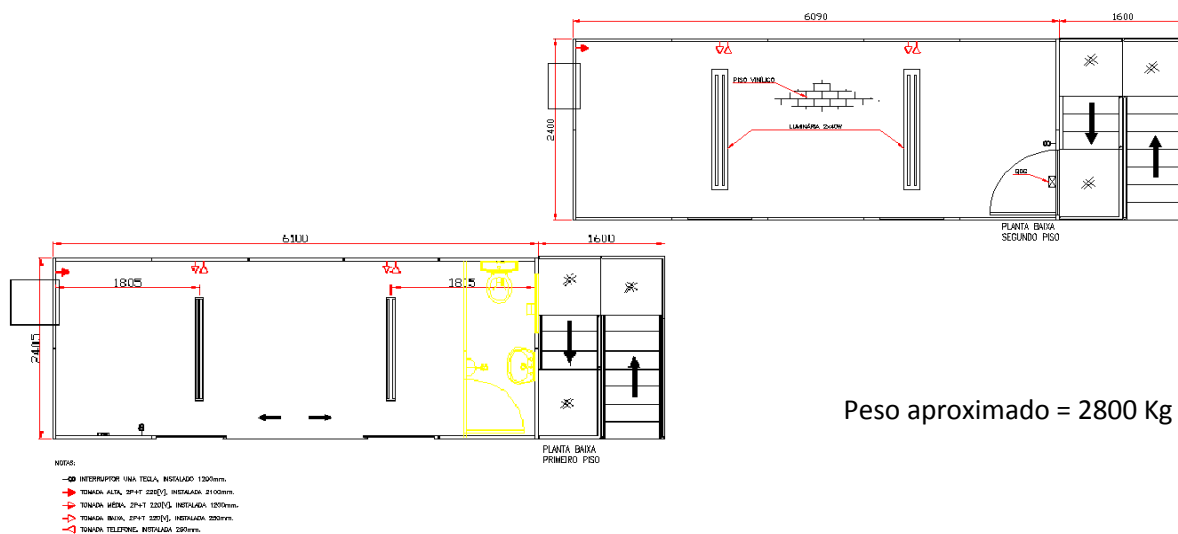 6090
1600
2400
PISO VINÍLICO
LUMINÁRIA 2x40W
QGD
PLANTA BAIXA
SEGUNDO PISO
6100
1600
2405
1805
PLANTA BAIXA
PRIMEIRO PISO
Peso aproximado = 2800 Kg
NOTAS:
INTERRUPTOR UMA TECLA, INSTALADO 1200mm.
TOMADA ALTA, 2P+T 220[V], INSTALADA 2100mm.
TOMADA MÉDIA, 2P+T 220[V], INSTALADA 1200mm.
TOMADA BAIXA, 2P+T 220[V], INSTALADA 250mm.
TOMADA TELEFONE, INSTALADA 250mm.